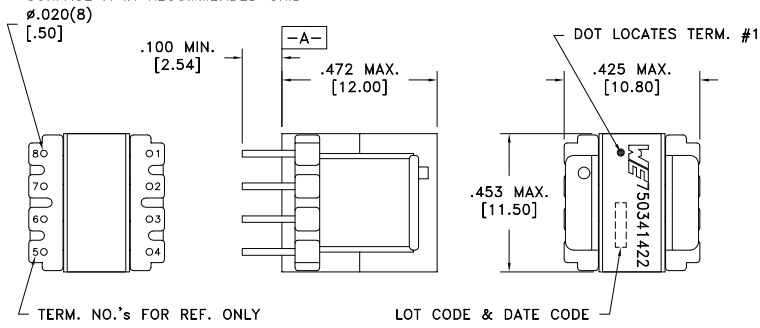 ø.020(8)
[.50]
.100 MIN.
[2.54]
-A-
.472 MAX.
[12.00]
DOT LOCATES TERM. #1
.425 MAX.
[10.80]
8
7
6
5
1
2
3
4
.453 MAX.
[11.50]
WE 750341422
TERM. NO.'s FOR REF. ONLY
LOT CODE & DATE CODE